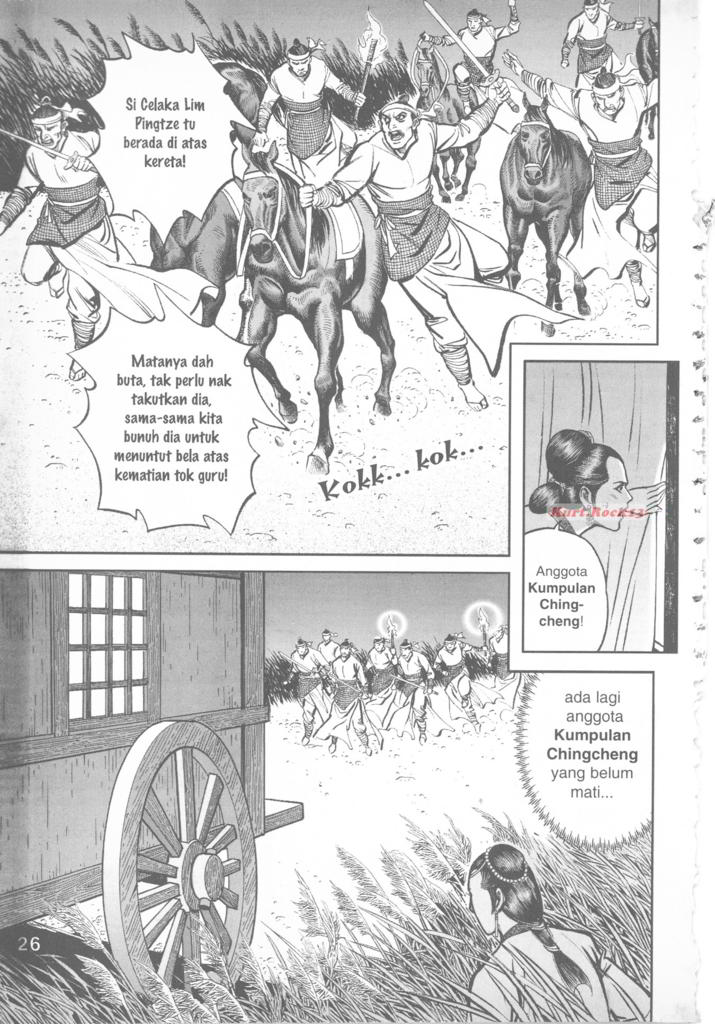 Si Celaka Lim
Pingtze tu
berada di atas
kereta!
Matanya dah
buta, tak perlu nak
takutkan dia,
sama-sama kita
bunuh dia untuk
menuntut bela atas
kematian tok guru!
Kokk... kok...
Kurt.Rocks13
Anggota
Kumpulan
Ching-
cheng!
ada lagi
anggota
Kumpulan
Chingcheng
yang belum
mati...
26